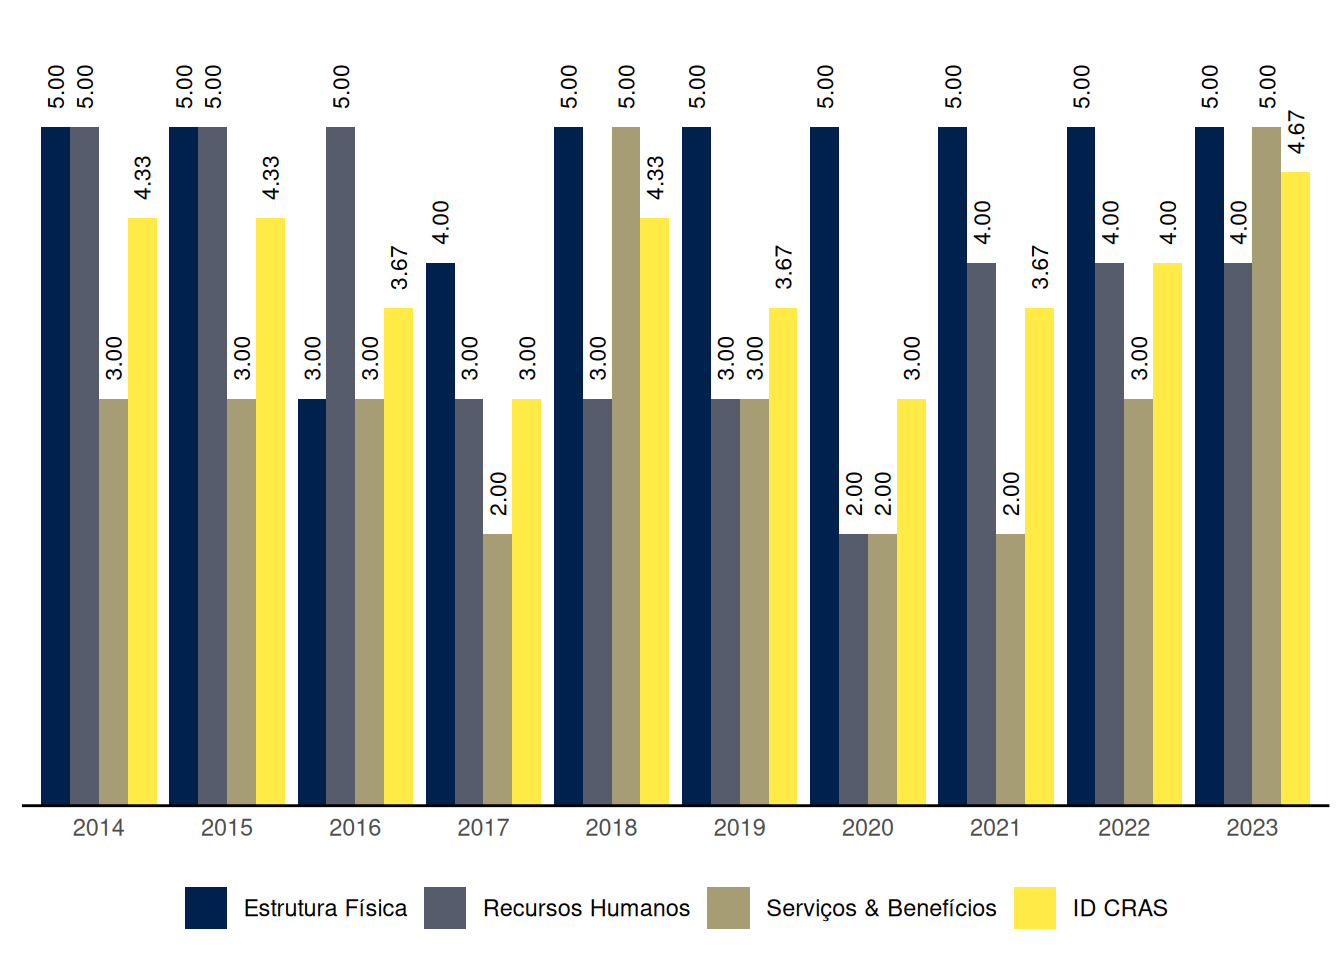 5.00 5.00 3.00 4.33 5.00 5.00 3.00 4.33 3.00 5.00 3.00 3.67 4.00 3.00 2.00 3.00 5.00 3.00 5.00 4.33 5.00 3.00 3.00 3.67 5.00 2.00 2.00 3.00 5.00 4.00 2.00 3.67 5.00 4.00 3.00 4.00 5.00 4.00 5.00 4.67
2014 2015 2016 2017 2018 2019 2020 2021 2022 2023
Estrutura Física Recursos Humanos Serviços & Benefícios ID CRAS